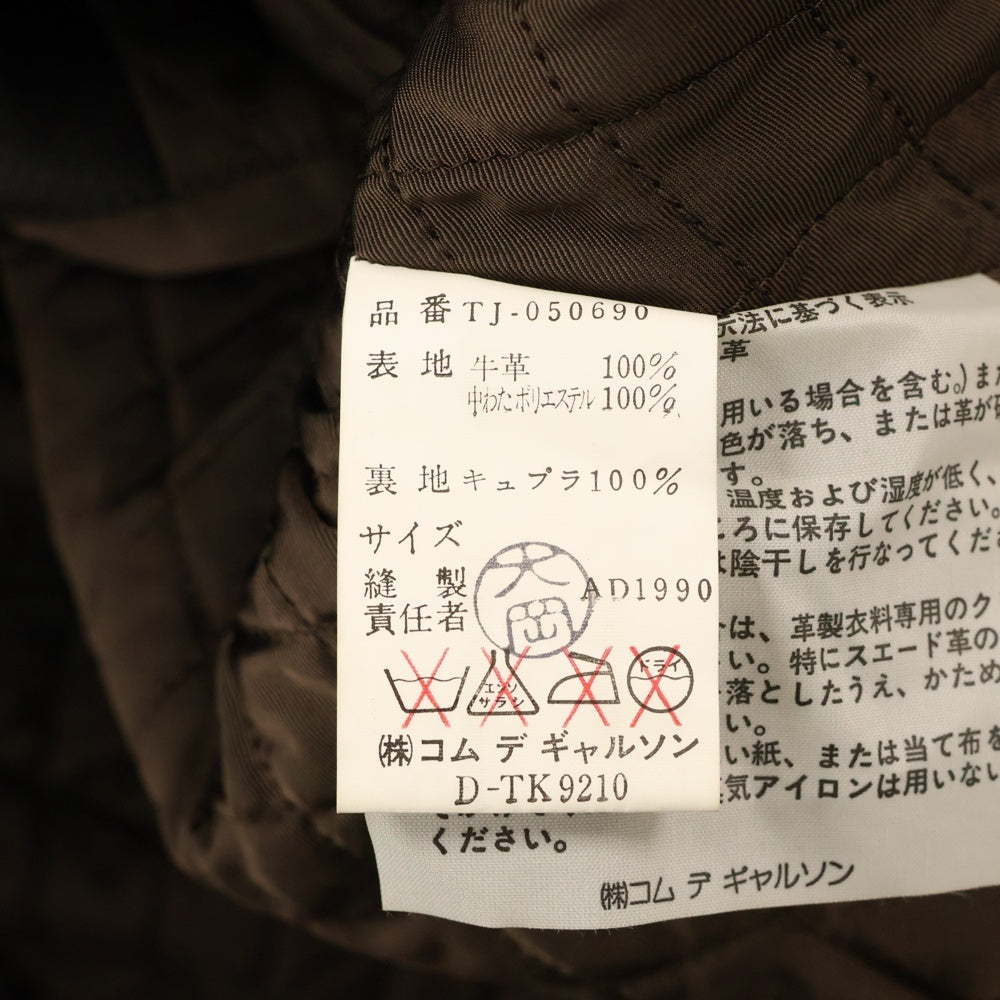 品番 TJ-050690
表地 牛革 100%
中わたポリエステル 100%
裏地 キュプラ100%
サイズ
縫製 AD1990
責任者
大岡
エンソサラシ
ドライ
㈱コム デ ギャルソン
D-TK9210
示法に基づく表示
革
用いる場合を含む。)また
色が落ち、または革が
す。
温度および湿度が低く、
ころに保存してください。
陰干しを行なってくださ
は、革製衣料専用のク
い。特にスエード革の
落としたうえ、かため
い。
い紙、または当て布を
気アイロンは用いない
ください。
㈱コム デ ギャルソン